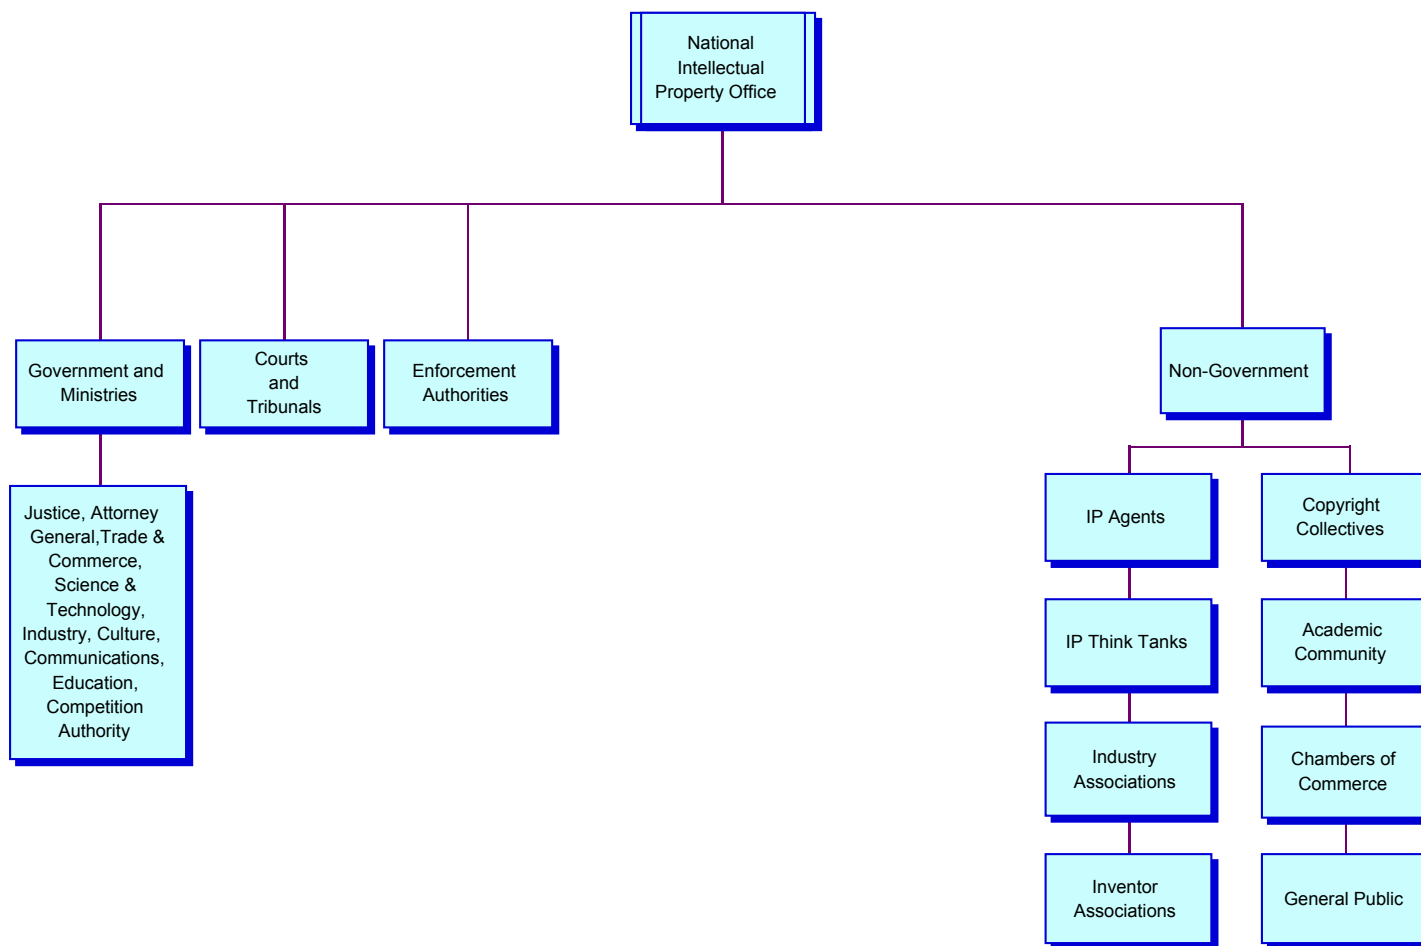 National
Intellectual
Property Office
Government and
Ministries
Courts
and
Tribunals
Enforcement
Authorities
Non-Government
Justice, Attorney
General,Trade &
Commerce,
Science &
Technology,
Industry, Culture,
Communications,
Education,
Competition
Authority
IP Agents
Copyright
Collectives
IP Think Tanks
Academic
Community
Industry
Associations
Chambers of
Commerce
Inventor
Associations
General Public